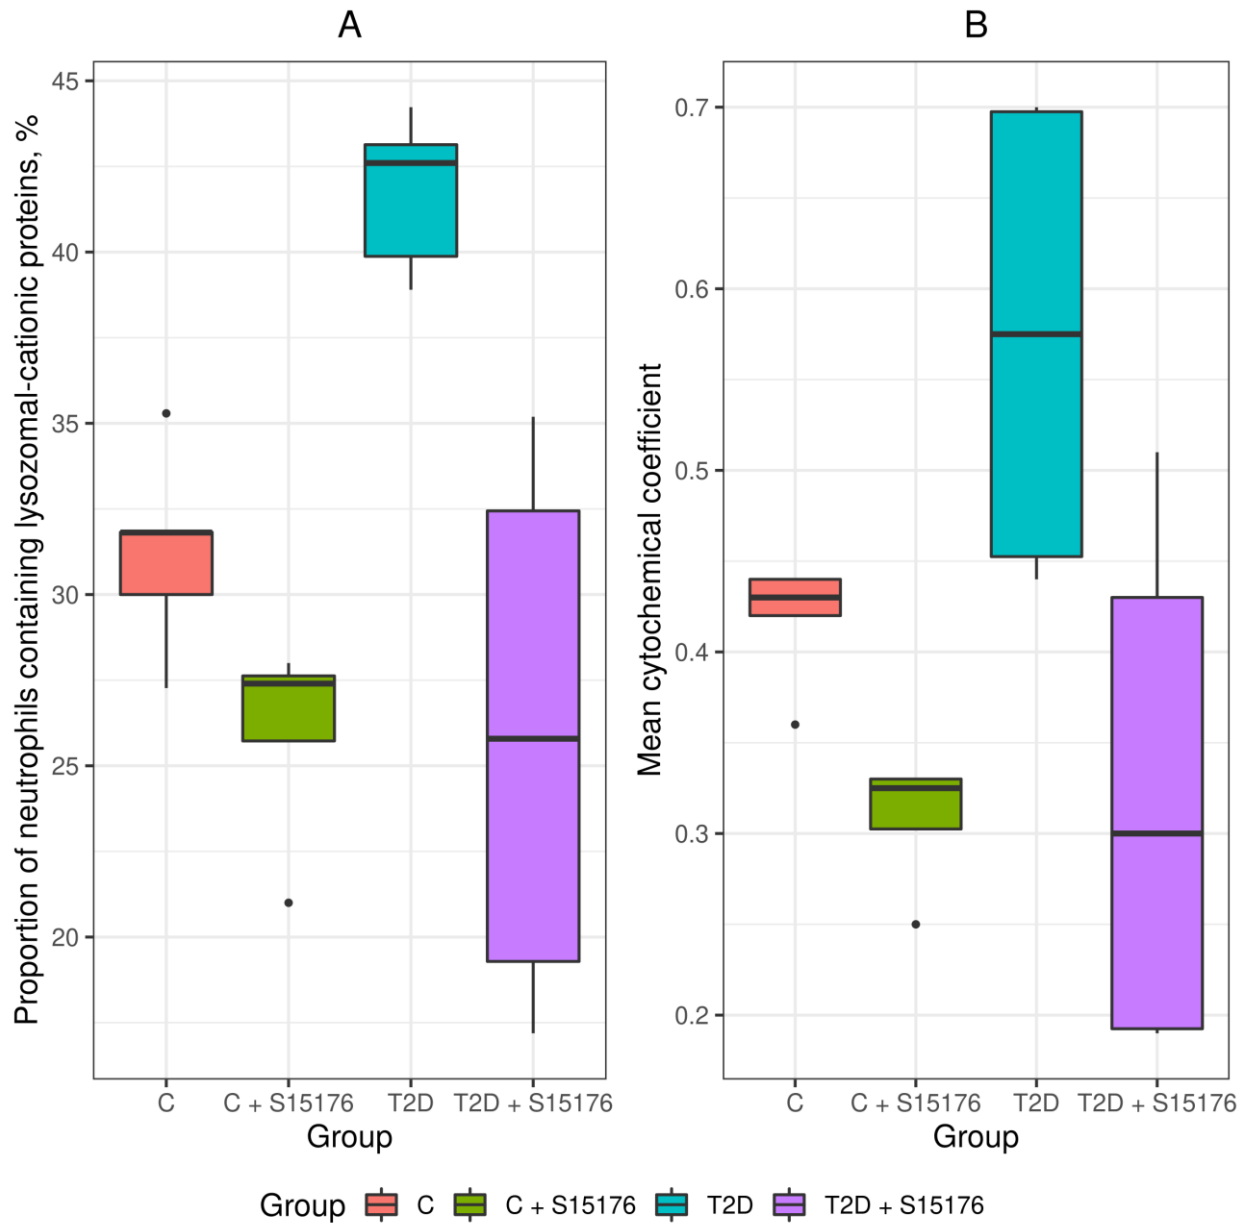 A
Proportion of neutrophils containing lysozomal-cationic proteins, %
45
40
35
30
25
20
C
C + S15176
T2D
T2D + S15176
Group
B
Mean cytochemical coefficient
0.7
0.6
0.5
0.4
0.3
0.2
C
C + S15176
T2D
T2D + S15176
Group
Group C C + S15176 T2D T2D + S15176